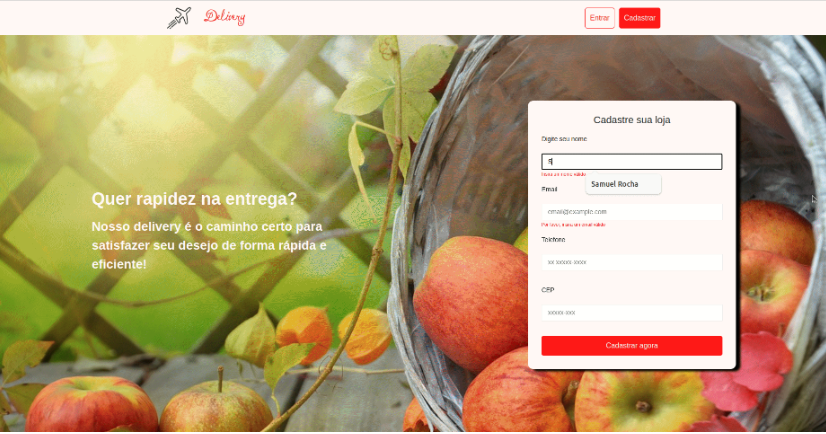 Delivery
Entrar
Cadastrar
Quer rapidez na entrega?
Nosso delivery é o caminho certo para
satisfazer seu desejo de forma rápida e
eficiente!
Cadastre sua loja
Digite seu nome
Samuel Rocha
Email
email@example.com
Telefone
xx xxxxx-xxxx
CEP
xxxxx-xxx
Cadastrar agora